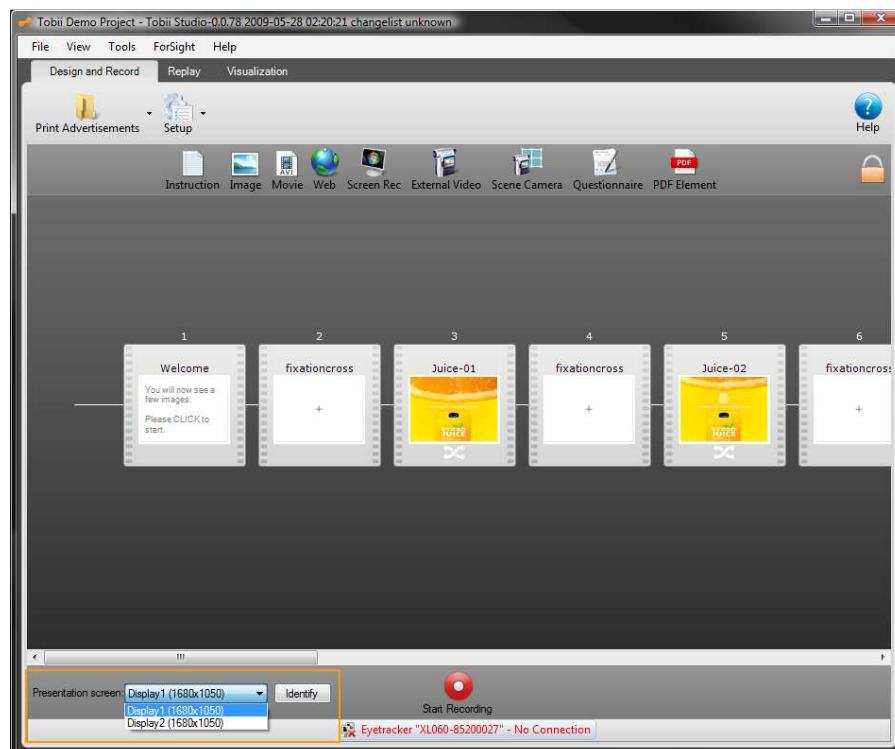 Tobii Demo Project - Tobii Studio-0.0.78 2009-05-28 02:20:21 changelist unknown
File View Tools ForSight Help
Design and Record Replay Visualization
Print Advertisements Setup Help
Instruction Image Movie Web Screen Rec External Video Scene Camera Questionnaire PDF Element
AVI
PDF
1 2 3 4 5 6
Welcome fixationcross Juice-01 fixationcross Juice-02 fixationcross
You will now see a
few images.
Please CLICK to
start.
JUICE JUICE
Presentation screen: Display1 (1680x1050) Identify
Display1 (1680x1050)
Display2 (1680x1050)
Start Recording
Eyetracker "XL060-85200027" - No Connection